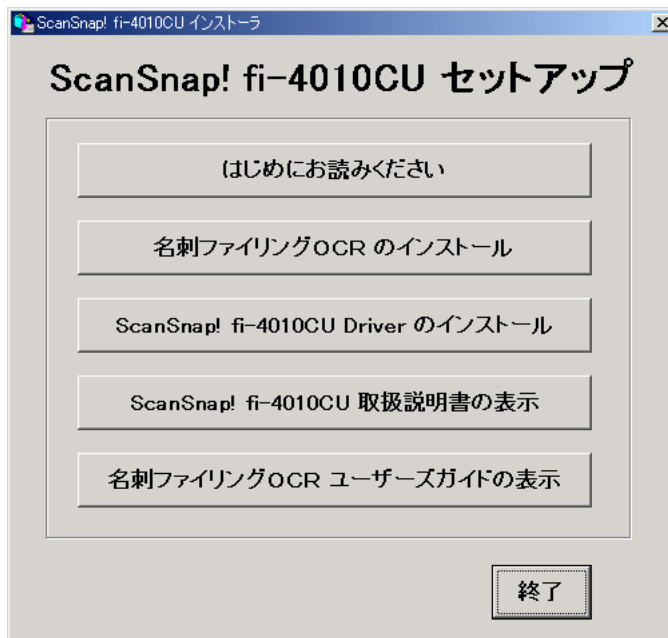 ScanSnap! fi-4010CU インストーラ
ScanSnap! fi-4010CU セットアップ
はじめにお読みください
名刺ファイリングOCR のインストール
ScanSnap! fi-4010CU Driver のインストール
ScanSnap! fi-4010CU 取扱説明書の表示
名刺ファイリングOCR ユーザーズガイドの表示
終了